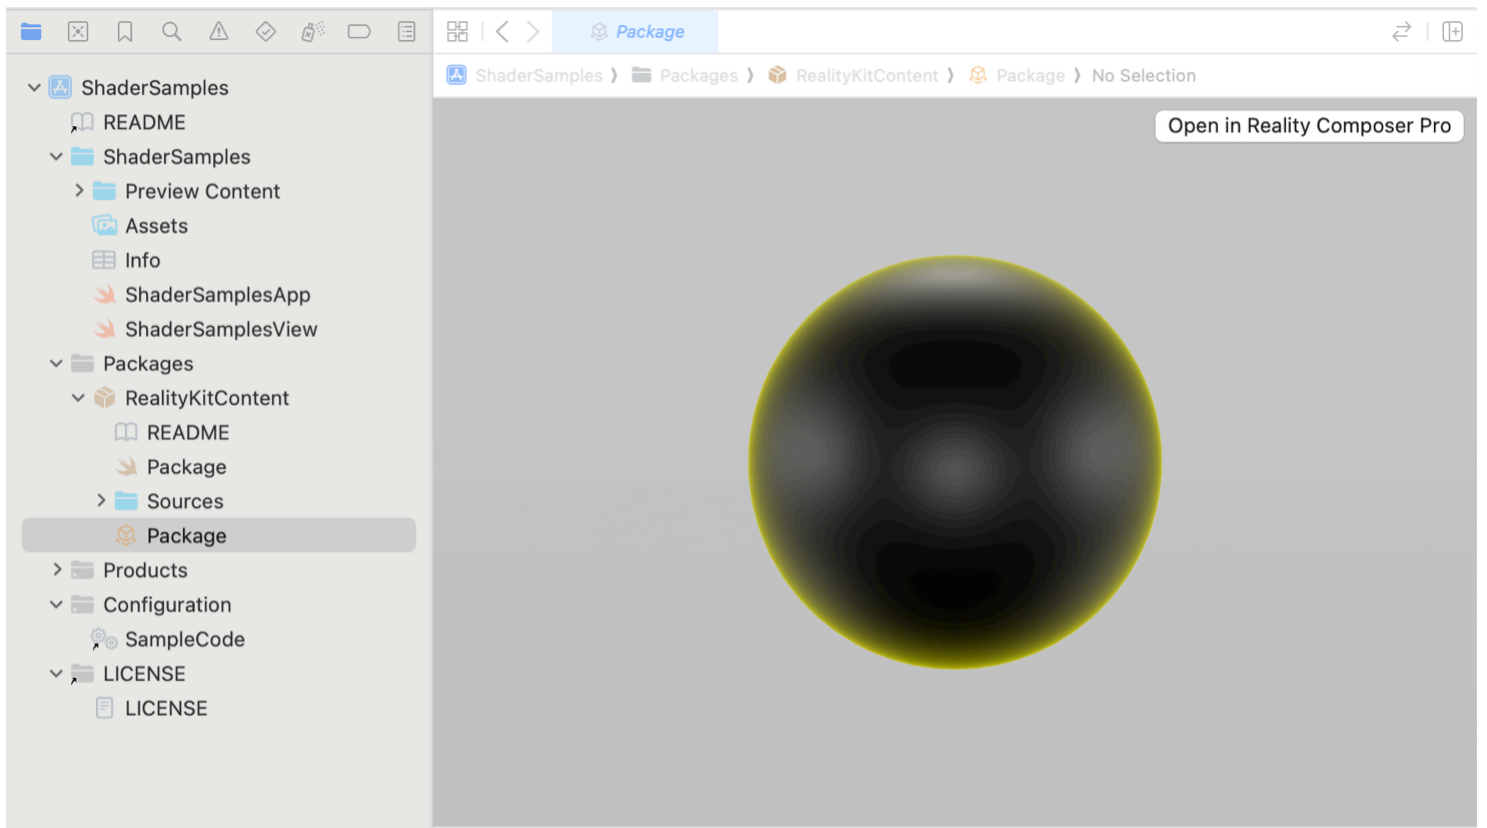 Package
ShaderSamples
Packages
RealityKitContent
Package
No Selection
Open in Reality Composer Pro
ShaderSamples
README
ShaderSamples
Preview Content
Assets
Info
ShaderSamplesApp
ShaderSamplesView
Packages
RealityKitContent
README
Package
Sources
Package
Products
Configuration
SampleCode
LICENSE
LICENSE